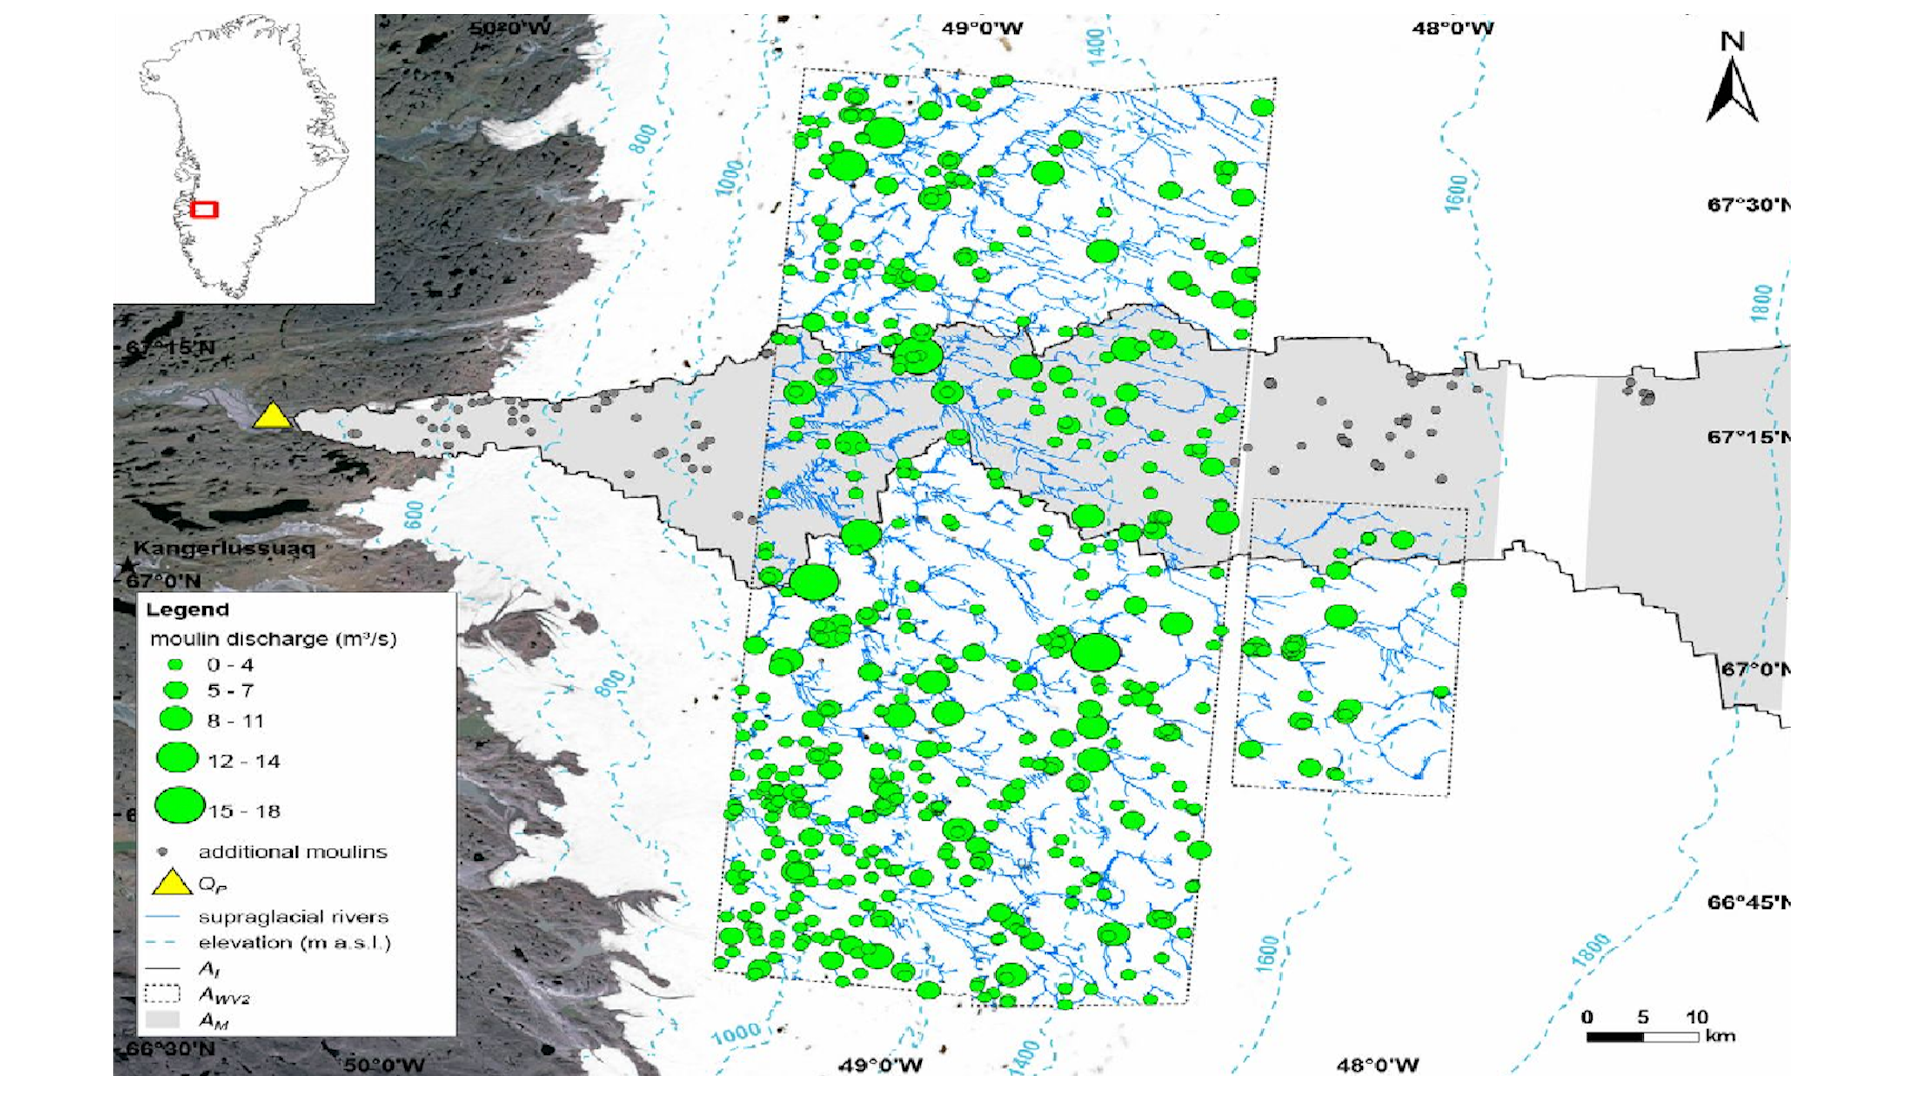 50°0'W
49°0'W
48°0'W
N
1400
800
1000
1600
67°30'N
1800
67°15'N
67°15'N
600
Kangerlussuaq
67°0'N
67°0'N
Legend
moulin discharge (m³/s)
0 - 4
5 - 7
8 - 11
12 - 14
15 - 18
additional moulins
Q_P
supraglacial rivers
elevation (m a.s.l.)
A_I
A_WV2
A_M
800
66°45'N
1600
1800
0 5 10
km
1000
1400
66°30'N
50°0'W
49°0'W
48°0'W